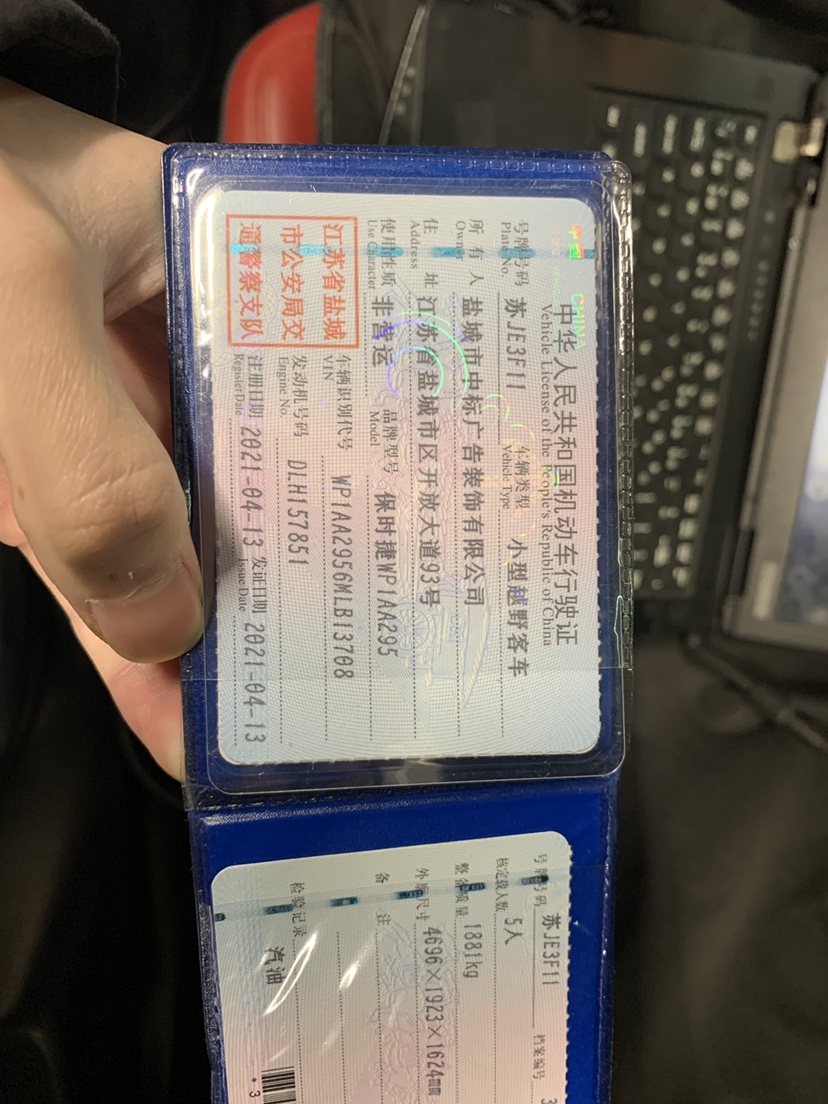 中国 CHINA
中华人民共和国机动车行驶证
Vehicle License of the People's Republic of China
号牌号码 苏JE3F11 车辆类型 小型越野客车
Plate No. Vehicle Type
所有人 盐城市中标广告装饰有限公司
Owner
住址 江苏省盐城市区开放大道93号
Address
使用性质 非营运 品牌型号 保时捷WP1AA295
Use Character Model
江苏省盐城
市公安局交
通警察支队
车辆识别代号 WP1AA2956MLB13708
VIN
发动机号码 DLH157851
Engine No.
注册日期 2021-04-13 发证日期 2021-04-13
Register Date Issue Date
号牌号码 苏JE3F11 档案编号 3
核定载人数 5人
整备质量 1881kg
外廓尺寸 4696×1923×1624mm
备注
检验记录 汽油
*3